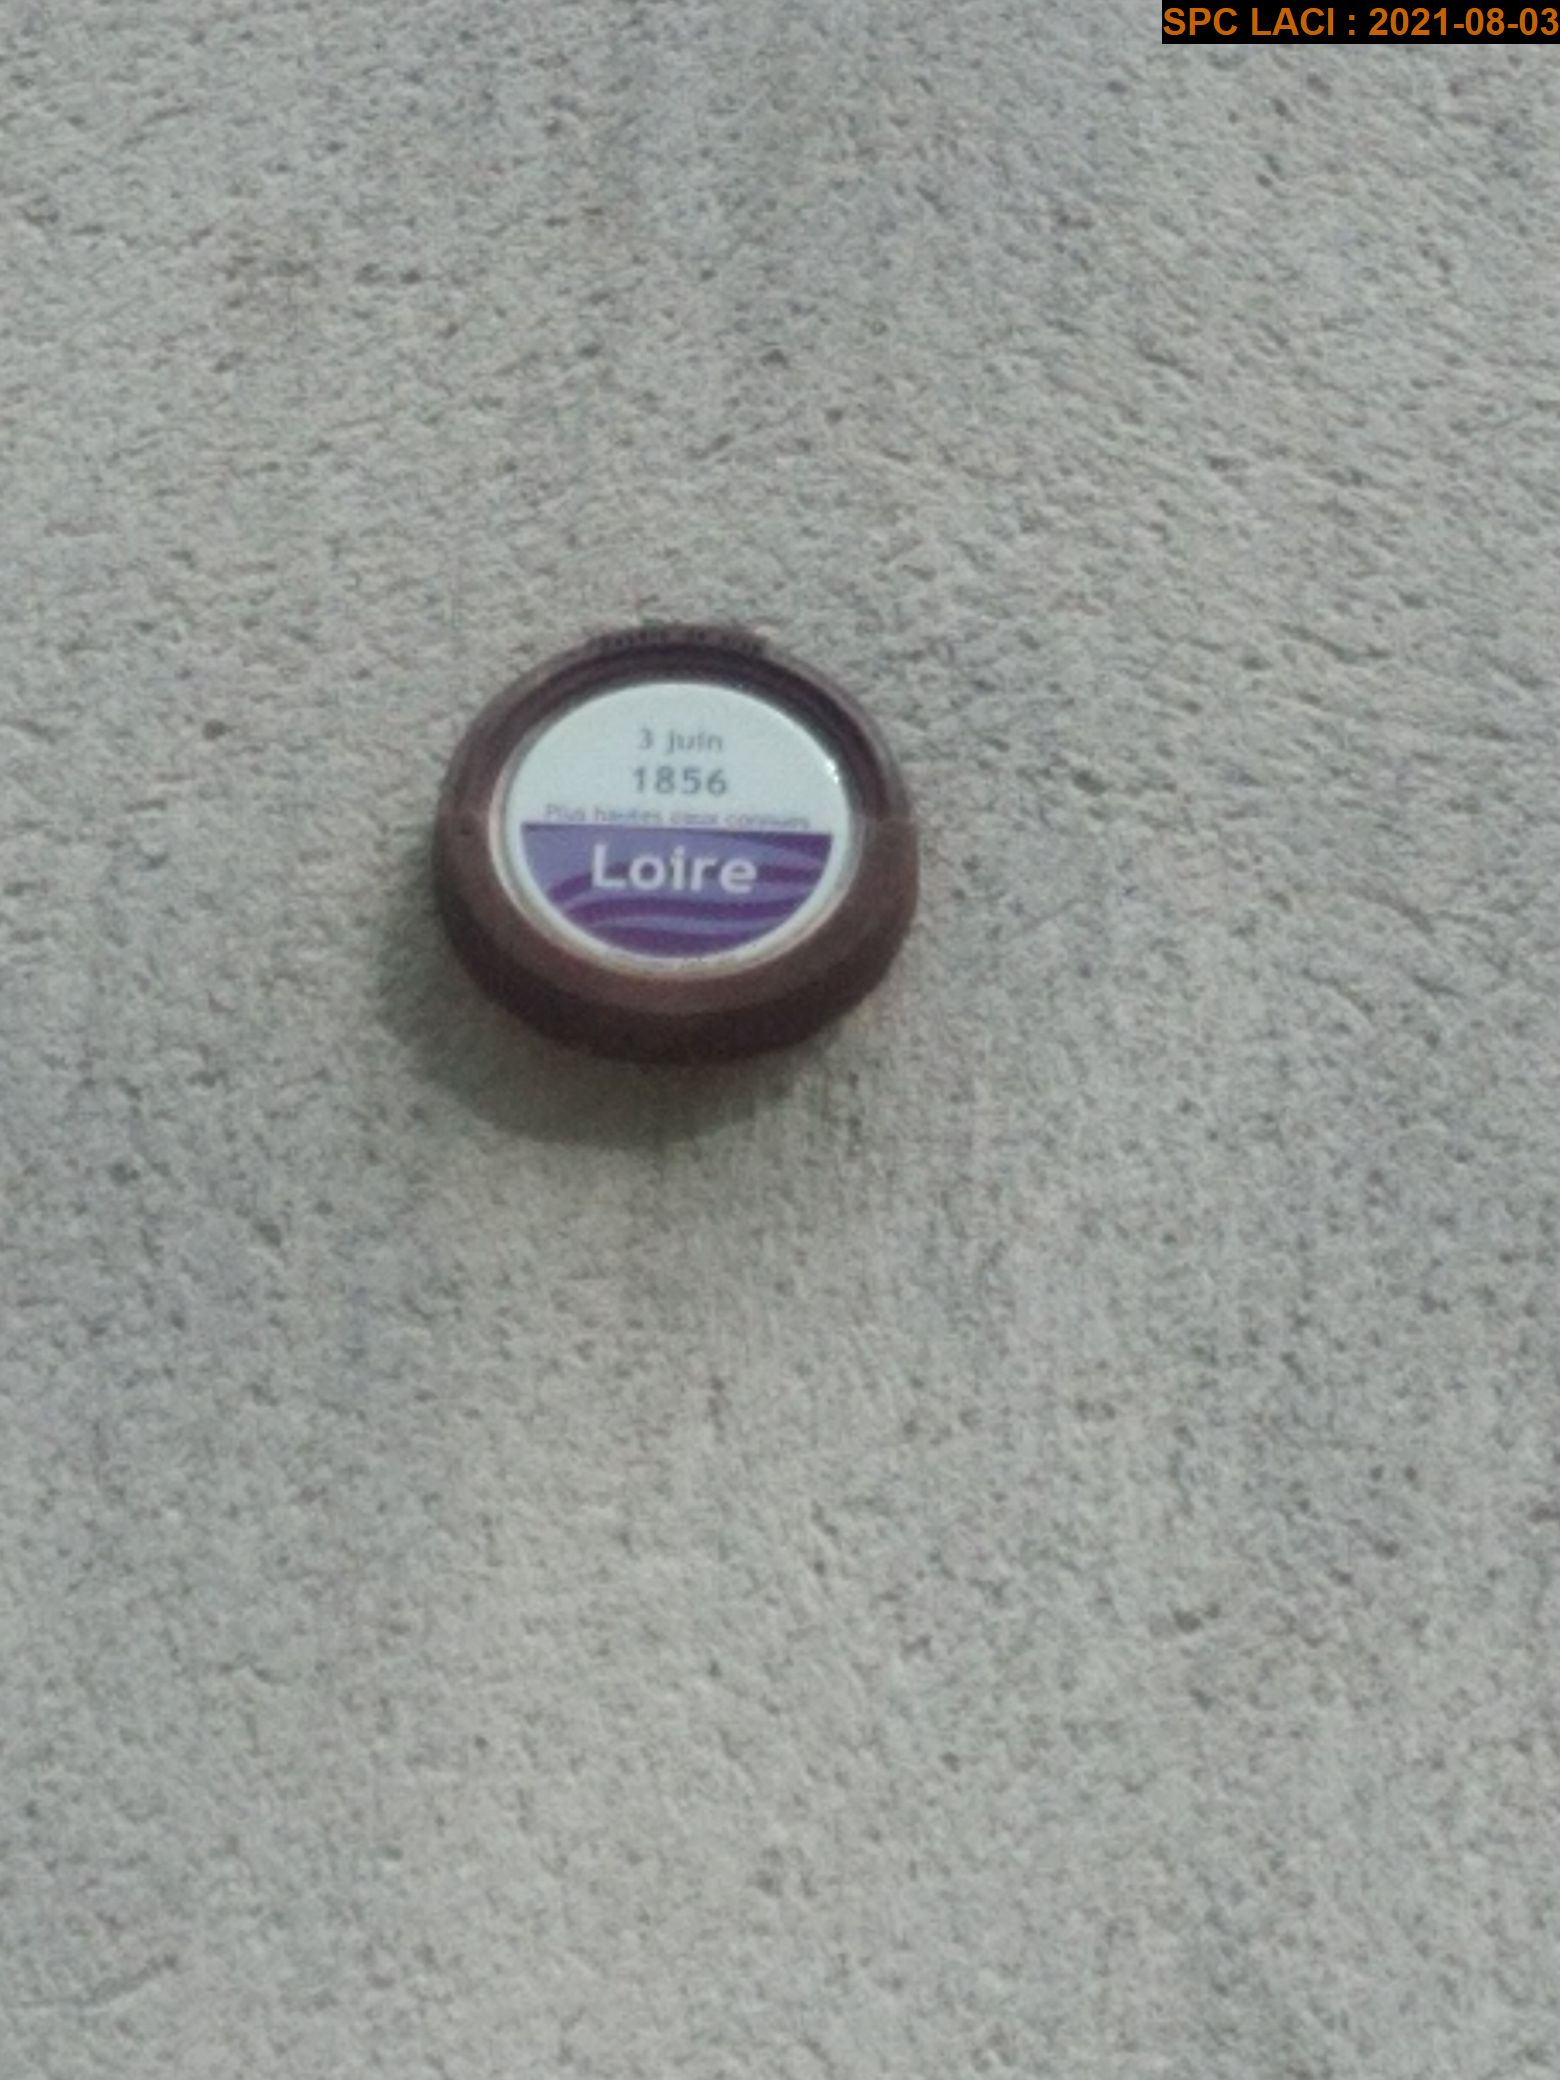 SPC LACI : 2021-08-03
3 juin
1856
Plus hautes eaux connues
Loire